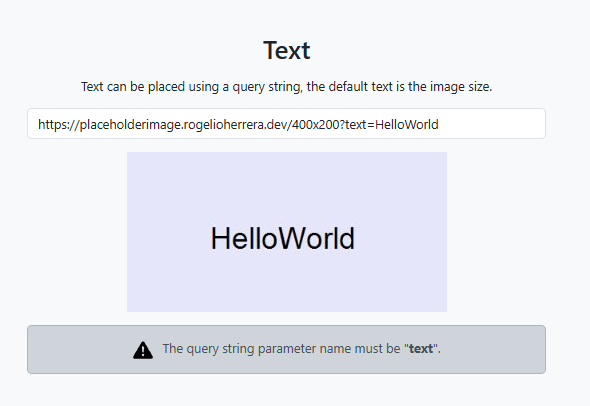 Text
Text can be placed using a query string, the default text is the image size.
https://placeholderimage.rogelioherrera.dev/400x200?text=HelloWorld
HelloWorld
The query string parameter name must be "text".